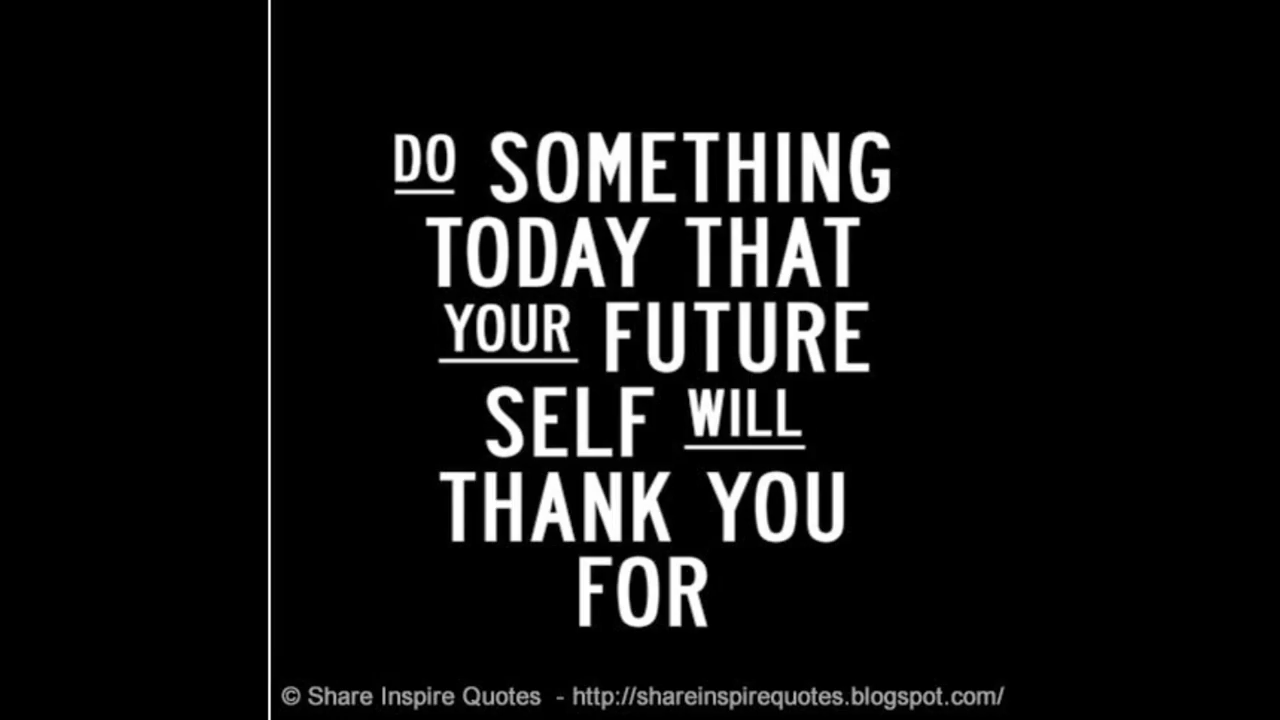 DO SOMETHING
TODAY THAT
YOUR FUTURE
SELF WILL
THANK YOU
FOR
© Share Inspire Quotes - http://shareinspirequotes.blogspot.com/